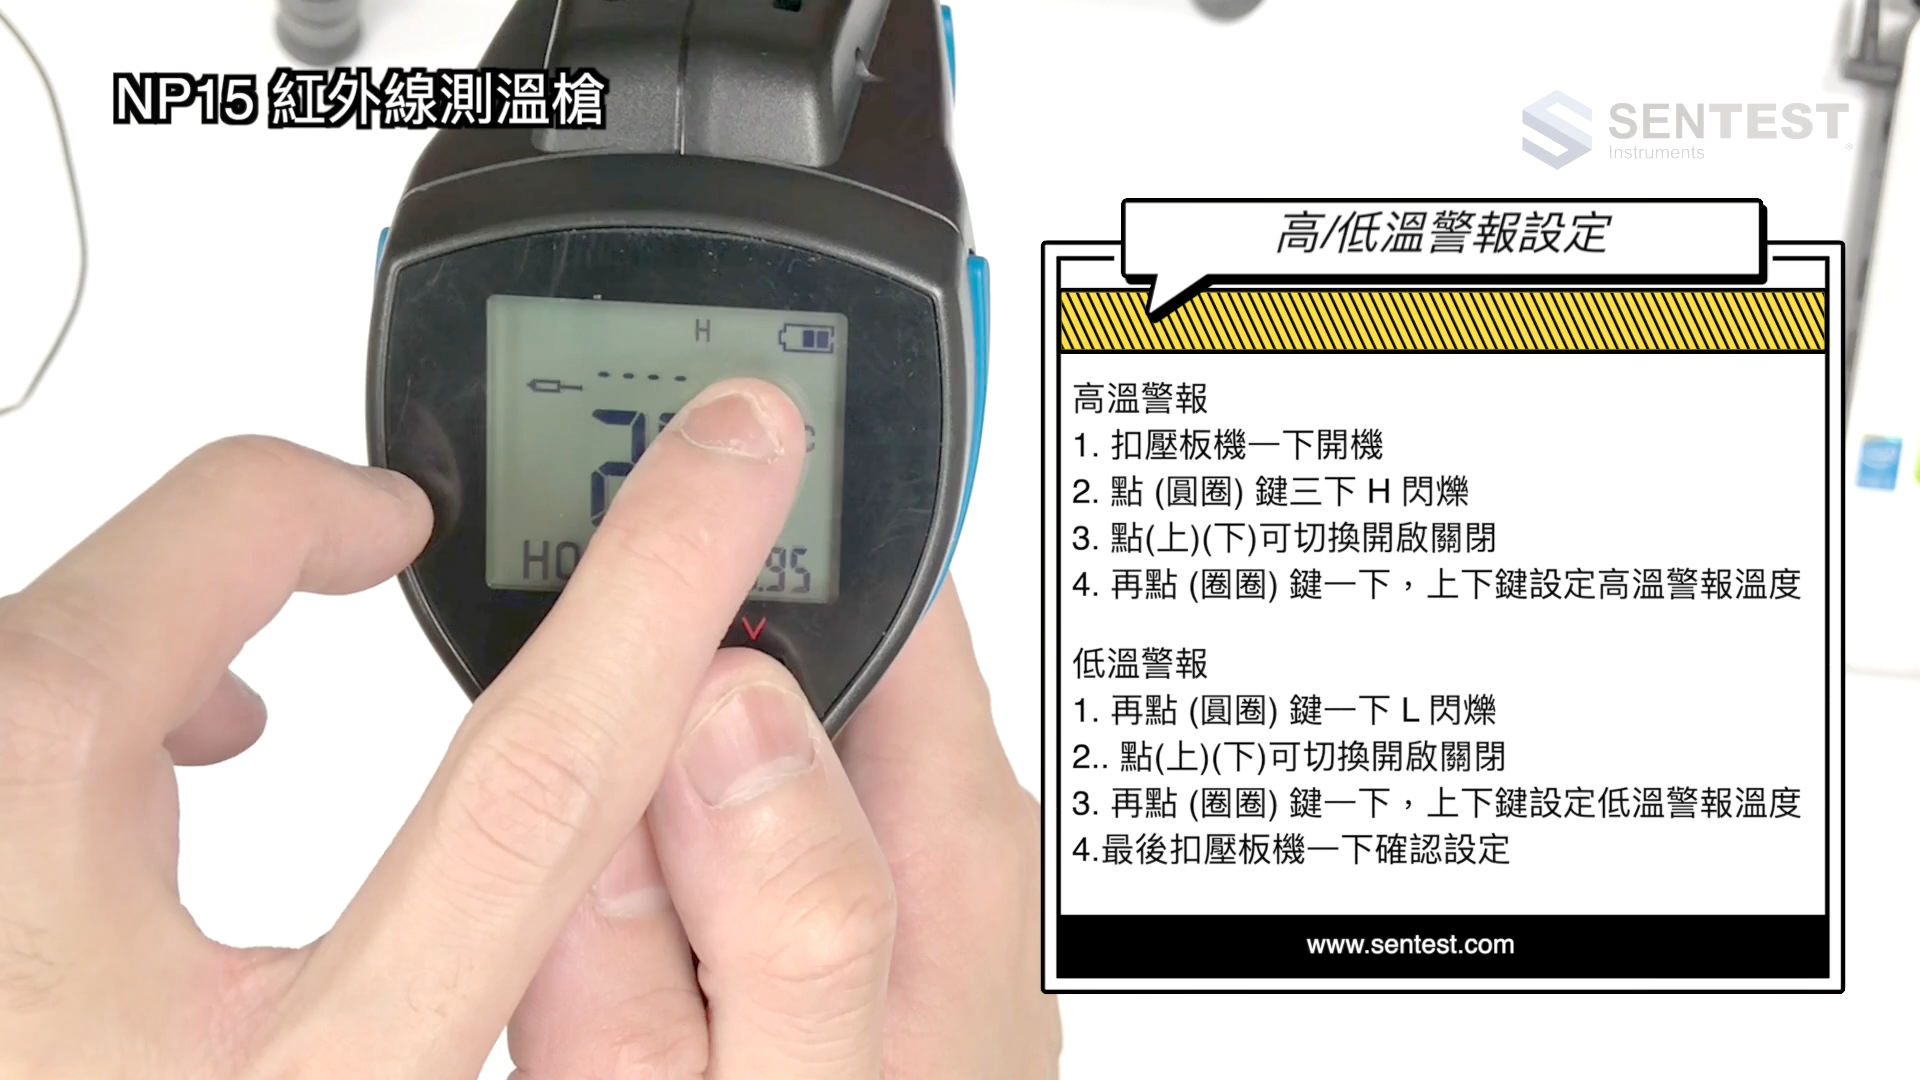 NP15 紅外線測溫槍
SENTEST
Instruments
高/低溫警報設定
H
HO
.95
高溫警報
1. 扣壓板機一下開機
2. 點 (圓圈) 鍵三下 H 閃爍
3. 點(上)(下)可切換開啟關閉
4. 再點 (圈圈) 鍵一下，上下鍵設定高溫警報溫度
低溫警報
1. 再點 (圓圈) 鍵一下 L 閃爍
2.. 點(上)(下)可切換開啟關閉
3. 再點 (圈圈) 鍵一下，上下鍵設定低溫警報溫度
4.最後扣壓板機一下確認設定
www.sentest.com